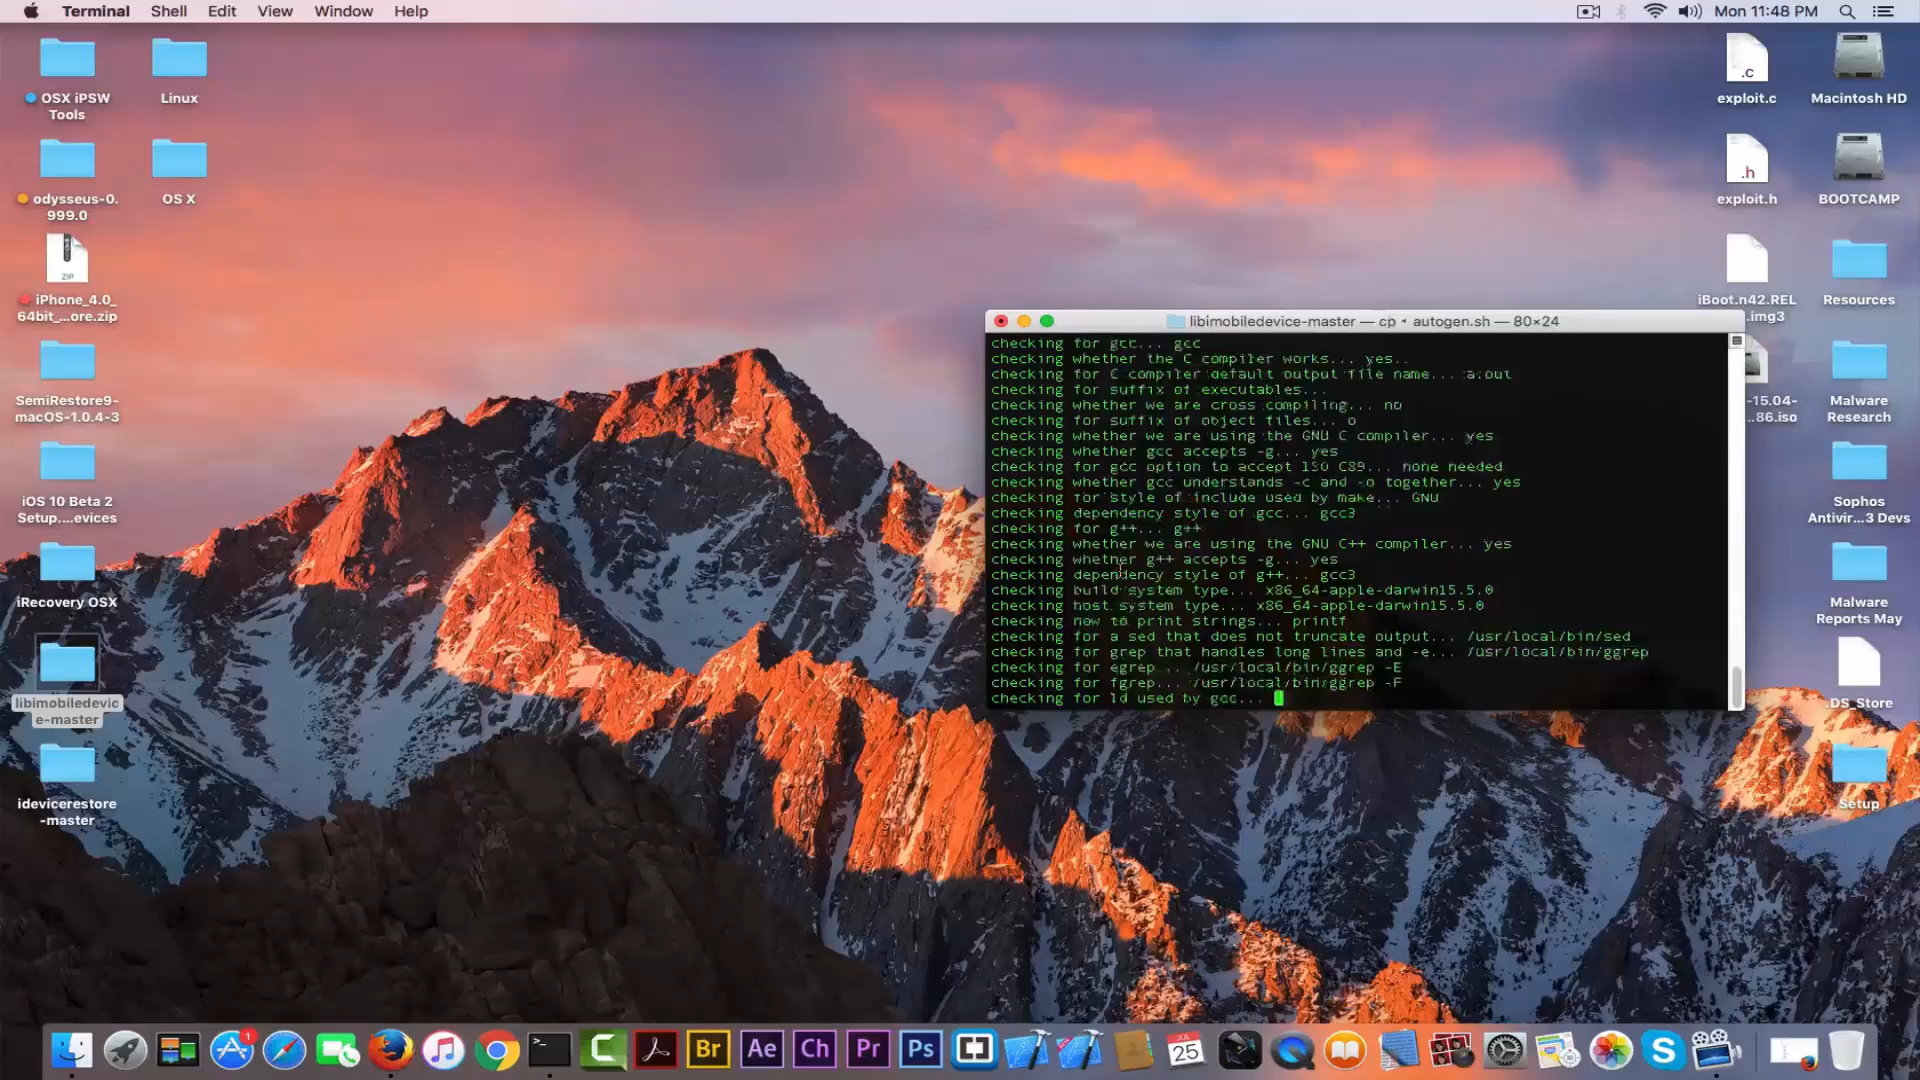 Terminal Shell Edit View Window Help
Mon 11:48 PM
OSX iPSW
Tools
Linux
odysseus-0.
999.0
OS X
ZIP
iPhone_4.0_
64bit_...ore.zip
SemiRestore9-
macOS-1.0.4-3
iOS 10 Beta 2
Setup....evices
iRecovery OSX
libimobiledevic
e-master
idevicerestore
-master
libimobiledevice-master — cp ◂ autogen.sh — 80×24
checking for gcc... gcc
checking whether the C compiler works... yes
checking for C compiler default output file name... a.out
checking for suffix of executables...
checking whether we are cross compiling... no
checking for suffix of object files... o
checking whether we are using the GNU C compiler... yes
checking whether gcc accepts -g... yes
checking for gcc option to accept ISO C89... none needed
checking whether gcc understands -c and -o together... yes
checking for style of include used by make... GNU
checking dependency style of gcc... gcc3
checking for g++... g++
checking whether we are using the GNU C++ compiler... yes
checking whether g++ accepts -g... yes
checking dependency style of g++... gcc3
checking build system type... x86_64-apple-darwin15.5.0
checking host system type... x86_64-apple-darwin15.5.0
checking how to print strings... printf
checking for a sed that does not truncate output... /usr/local/bin/sed
checking for grep that handles long lines and -e... /usr/local/bin/ggrep
checking for egrep... /usr/local/bin/ggrep -E
checking for fgrep... /usr/local/bin/ggrep -F
checking for ld used by gcc...
.c
exploit.c
Macintosh HD
.h
exploit.h
BOOTCAMP
iBoot.n42.REL
.img3
Resources
-15.04-
...86.iso
Malware
Research
Sophos
Antivir...3 Devs
Malware
Reports May
.DS_Store
Setup
1
>_
C
Br
Ae
Ch
Pr
Ps
JUL
25
S